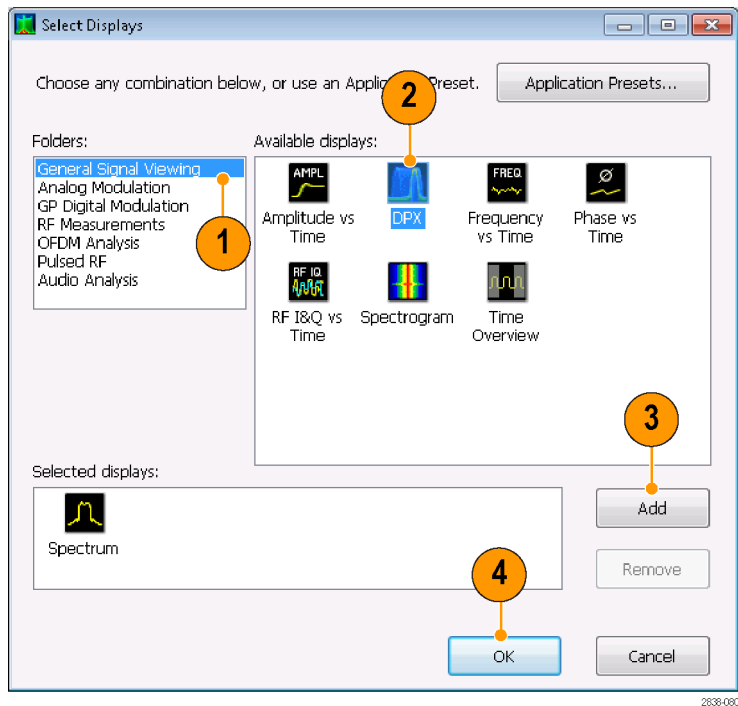 Select Displays
Choose any combination below, or use an Applic Preset.
Application Presets...
2
Folders:
Available displays:
General Signal Viewing
Analog Modulation
GP Digital Modulation
RF Measurements
OFDM Analysis
Pulsed RF
Audio Analysis
1
AMPL
Amplitude vs
Time
DPX
FREQ
Frequency
vs Time
Ø
Phase vs
Time
RF IQ
RF I&Q vs
Time
Spectrogram
Time
Overview
3
Selected displays:
Spectrum
Add
Remove
4
OK
Cancel
2838-080